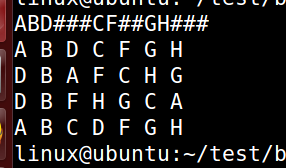 linux@ubuntu:~/test/b
ABD###CF##GH###
A B D C F G H
D B A F C H G
D B F H G C A
A B C D F G H
linux@ubuntu:~/test/b